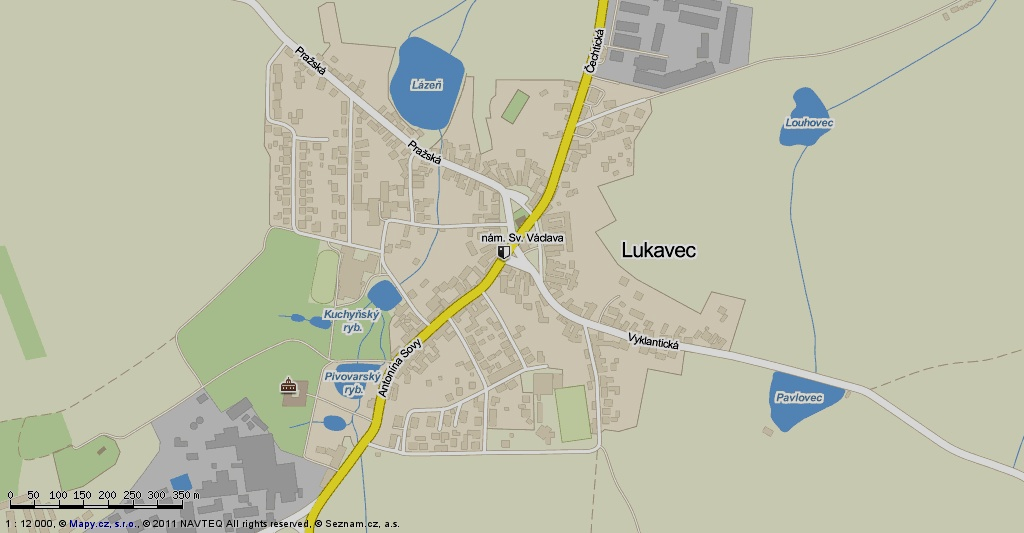 Pražská
Čechtická
Lázeň
Louhovec
Pražská
nám. Sv. Václava
Lukavec
Kuchyňský
ryb.
Vyklantická
Antonína Sovy
Pivovarský
ryb.
Pavlovec
0 50 100 150 200 250 300 350 m
1 : 12 000, © Mapy.cz, s.r.o., © 2011 NAVTEQ All rights reserved, © Seznam.cz, a.s.